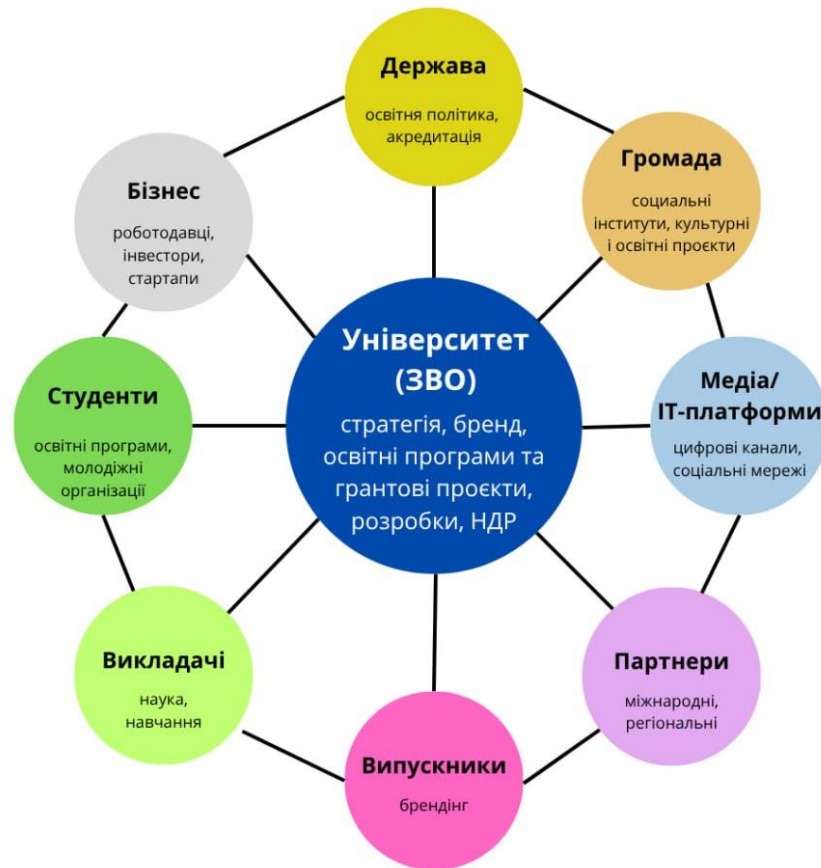 Держава
освітня політика,
акредитація
Громада
социальні
інститути, культурні
і освітні проєкти
Бізнес
роботодавці,
інвестори,
стартапи
Університет
(ЗВО)
стратегія, бренд,
освітні програми та
грантові проєкти,
розробки, НДР
Медіа/
ІТ-платформи
цифрові канали,
соціальні мережі
Студенти
освітні програми,
молодіжні
організації
Викладачі
наука,
навчання
Партнери
міжнародні,
регіональні
Випускники
брендінг